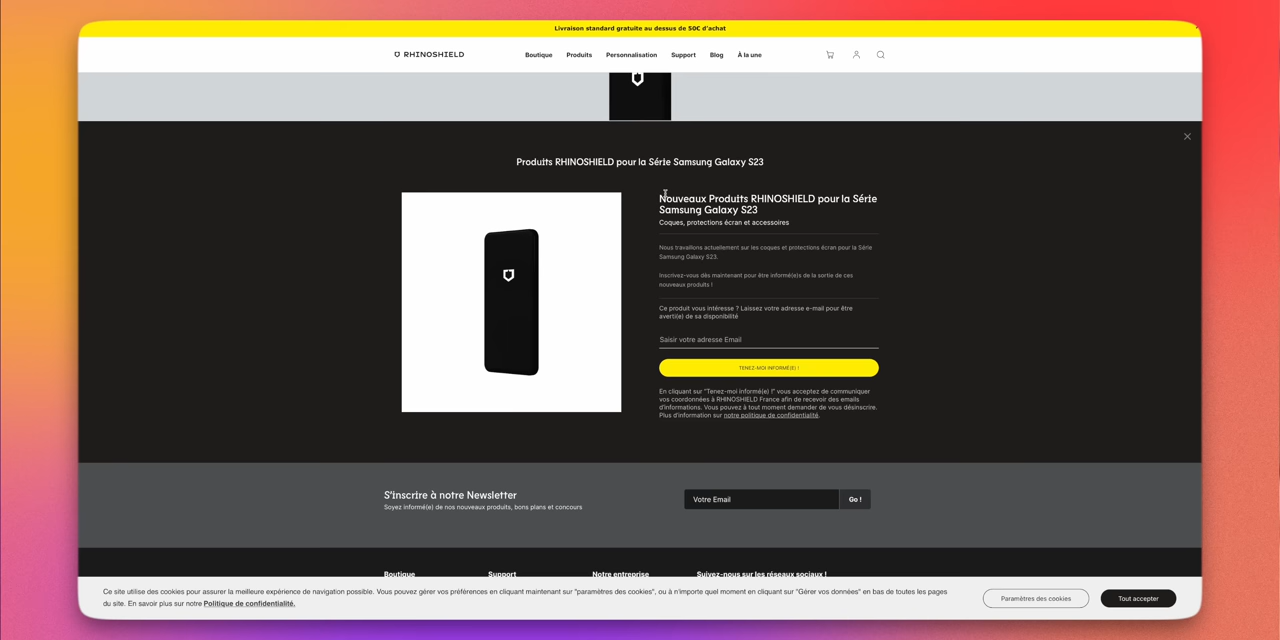 Livraison standard gratuite au dessus de 50€ d'achat
RHINOSHIELD
Boutique Produits Personnalisation Support Blog À la une
Produits RHINOSHIELD pour la Série Samsung Galaxy S23
Nouveaux Produits RHINOSHIELD pour la Série
Samsung Galaxy S23
Coques, protections écran et accessoires
Nous travaillons actuellement sur les coques et protections écran pour la Série
Samsung Galaxy S23.
Inscrivez-vous dès maintenant pour être informé(e)s de la sortie de ces
nouveaux produits !
Ce produit vous intéresse ? Laissez votre adresse e-mail pour être
averti(e) de sa disponibilité
Saisir votre adresse Email
TENEZ-MOI INFORMÉ(E) !
En cliquant sur "Tenez-moi informé(e) !" vous acceptez de communiquer
vos coordonnées à RHINOSHIELD France afin de recevoir des emails
d'informations. Vous pouvez à tout moment demander de vous désinscrire.
Plus d'information sur notre politique de confidentialité.
S'inscrire à notre Newsletter
Soyez informé(e) de nos nouveaux produits, bons plans et concours
Votre Email
Go !
Boutique Support Notre entreprise Suivez-nous sur les réseaux sociaux !
Ce site utilise des cookies pour assurer la meilleure expérience de navigation possible. Vous pouvez gérer vos préférences en cliquant maintenant sur "paramètres des cookies", ou à n'importe quel moment en cliquant sur "Gérer vos données" en bas de toutes les pages
du site. En savoir plus sur notre Politique de confidentialité.
Paramètres des cookies
Tout accepter